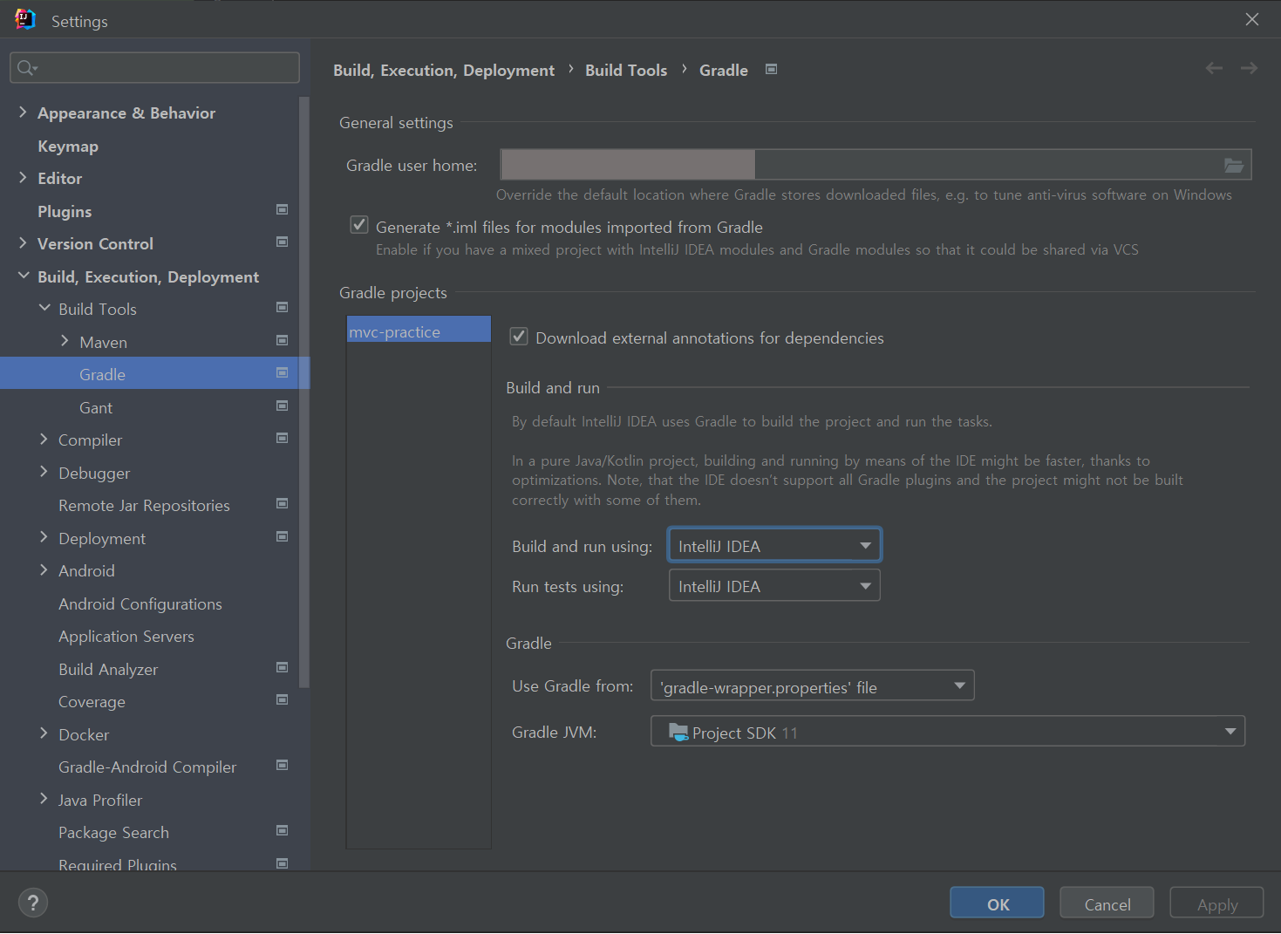 Settings
Build, Execution, Deployment › Build Tools › Gradle
Appearance & Behavior
Keymap
Editor
Plugins
Version Control
Build, Execution, Deployment
Build Tools
Maven
Gradle
Gant
Compiler
Debugger
Remote Jar Repositories
Deployment
Android
Android Configurations
Application Servers
Build Analyzer
Coverage
Docker
Gradle-Android Compiler
Java Profiler
Package Search
Required Plugins
General settings
Gradle user home:
Override the default location where Gradle stores downloaded files, e.g. to tune anti-virus software on Windows
Generate *.iml files for modules imported from Gradle
Enable if you have a mixed project with IntelliJ IDEA modules and Gradle modules so that it could be shared via VCS
Gradle projects
mvc-practice
Download external annotations for dependencies
Build and run
By default IntelliJ IDEA uses Gradle to build the project and run the tasks.
In a pure Java/Kotlin project, building and running by means of the IDE might be faster, thanks to
optimizations. Note, that the IDE doesn't support all Gradle plugins and the project might not be built
correctly with some of them.
Build and run using: IntelliJ IDEA
Run tests using: IntelliJ IDEA
Gradle
Use Gradle from: 'gradle-wrapper.properties' file
Gradle JVM: Project SDK 11
?
OK
Cancel
Apply